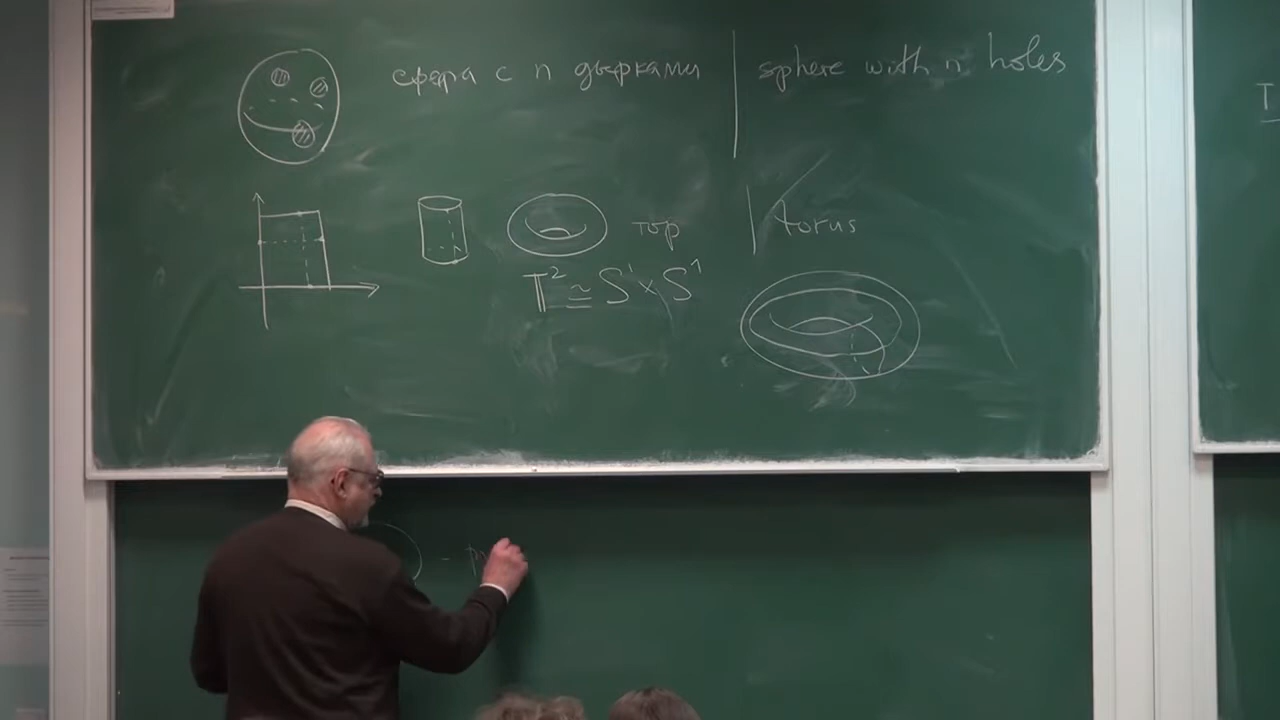 сфера с n дырками | sphere with n holes
тор | torus
T² ≅ S¹ × S¹
T